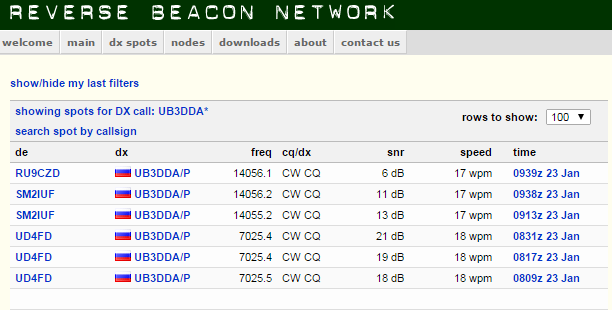 REVERSE BEACON NETWORK
welcome main dx spots nodes downloads about contact us
show/hide my last filters
showing spots for DX call: UB3DDA*
rows to show: 100
search spot by callsign
de dx freq cq/dx snr speed time
RU9CZD UB3DDA/P 14056.1 CW CQ 6 dB 17 wpm 0939z 23 Jan
SM2IUF UB3DDA/P 14056.2 CW CQ 11 dB 17 wpm 0938z 23 Jan
SM2IUF UB3DDA/P 14055.2 CW CQ 13 dB 17 wpm 0913z 23 Jan
UD4FD UB3DDA/P 7025.4 CW CQ 21 dB 18 wpm 0831z 23 Jan
UD4FD UB3DDA/P 7025.4 CW CQ 19 dB 18 wpm 0817z 23 Jan
UD4FD UB3DDA/P 7025.5 CW CQ 18 dB 18 wpm 0809z 23 Jan